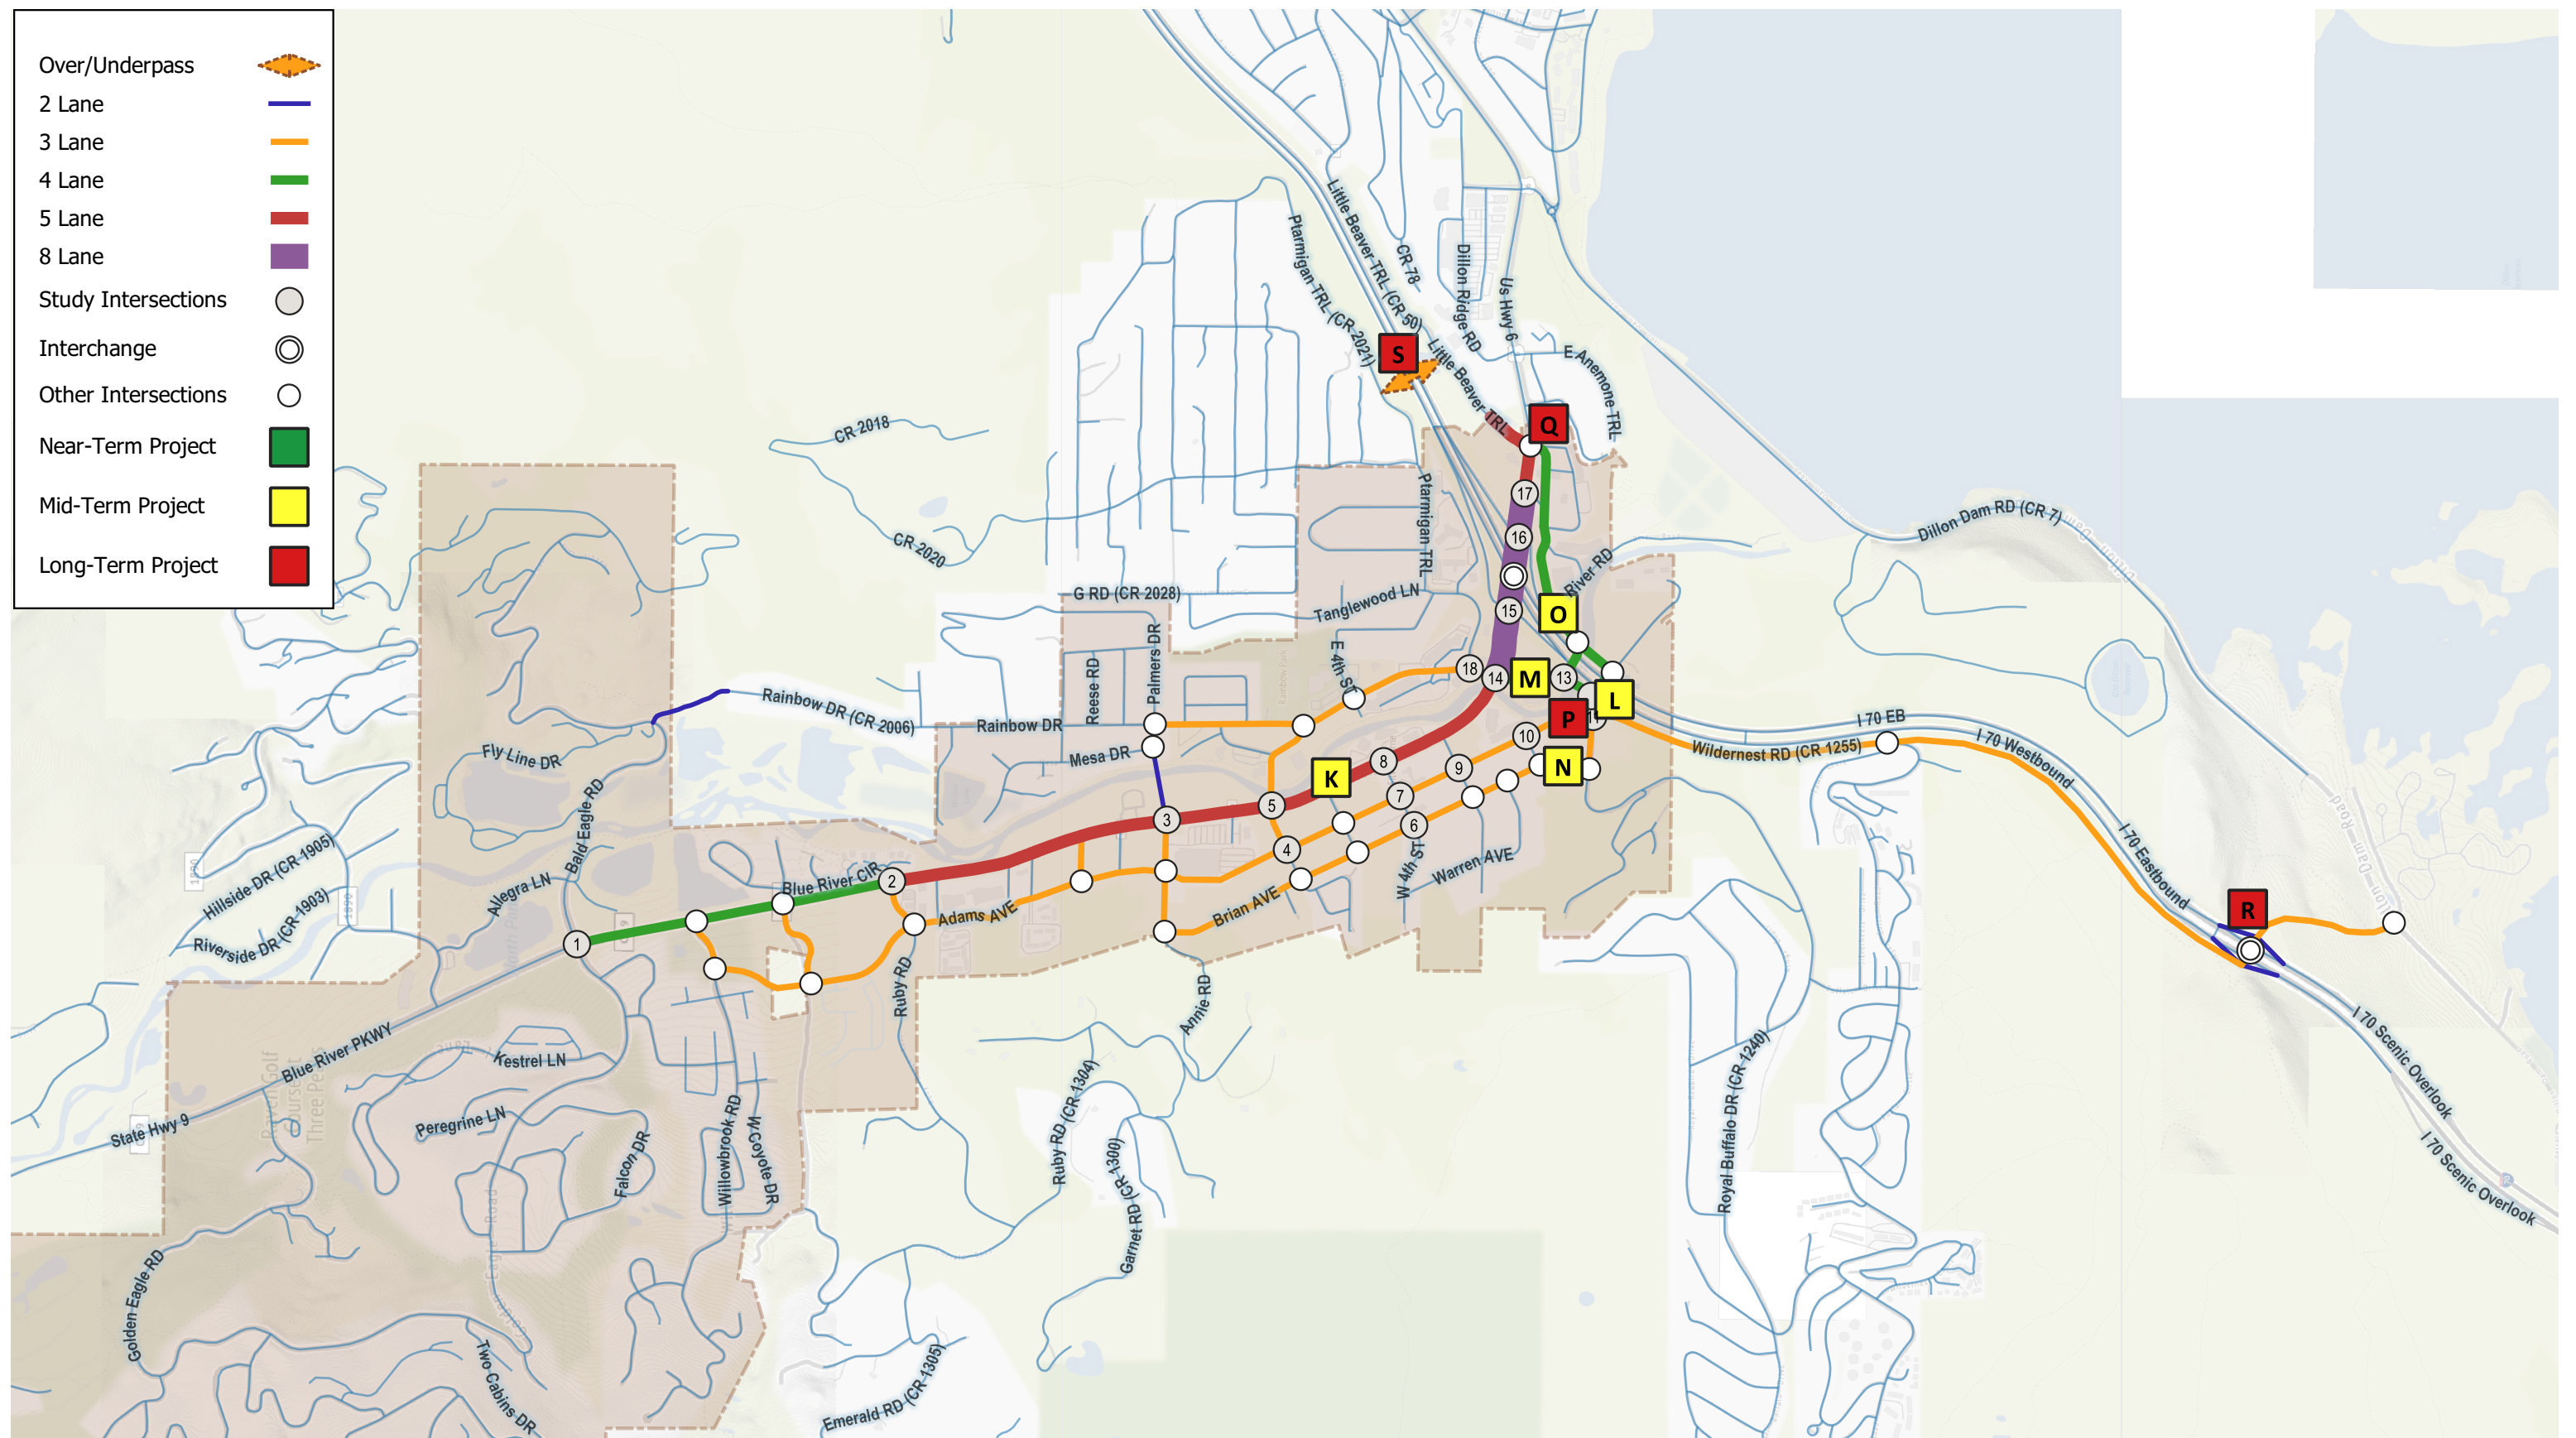 Over/Underpass
2 Lane
3 Lane
4 Lane
5 Lane
8 Lane
Study Intersections
Interchange
Other Intersections
Near-Term Project
Mid-Term Project
Long-Term Project
Little Beaver TRL (CR 50)
CR 78
Dillon Ridge RD
Us Hwy 6
Ptarmigan TRL (CR 2021)
S
Little Beaver TRL
E Anemone TRL
Q
CR 2018
CR 2020
Ptarmigan TRL
17
16
15
Dillon Dam RD (CR 7)
G RD (CR 2028)
Tanglewood LN
River RD
O
Palmers DR
Reese RD
E 4th ST
Rainbow Park
18
14
M
13
L
P
11
10
N
Rainbow DR (CR 2006)
Rainbow DR
Mesa DR
Fly Line DR
Bald Eagle RD
K
8
9
7
6
5
4
3
2
1
I 70 EB
I 70 Westbound
Wildernest RD (CR 1255)
I 70 Eastbound
R
Dillon Dam Road
Hillside DR (CR 1905)
Riverside DR (CR 1903)
1890
1890
Allegra LN
Blue River CIR
Adams AVE
Brian AVE
W 4th ST
Warren AVE
Ruby RD
Annie RD
Blue River PKWY
State Hwy 9
Kestrel LN
Peregrine LN
Falcon DR
Willowbrook RD
W Coyote DR
Ruby RD (CR 1304)
Garnet RD (CR 1300)
Royal Buffalo DR (CR 1240)
I 70 Scenic Overlook
I 70 Scenic Overlook
Golden Eagle RD
Two Cabins DR
Emerald RD (CR 1305)